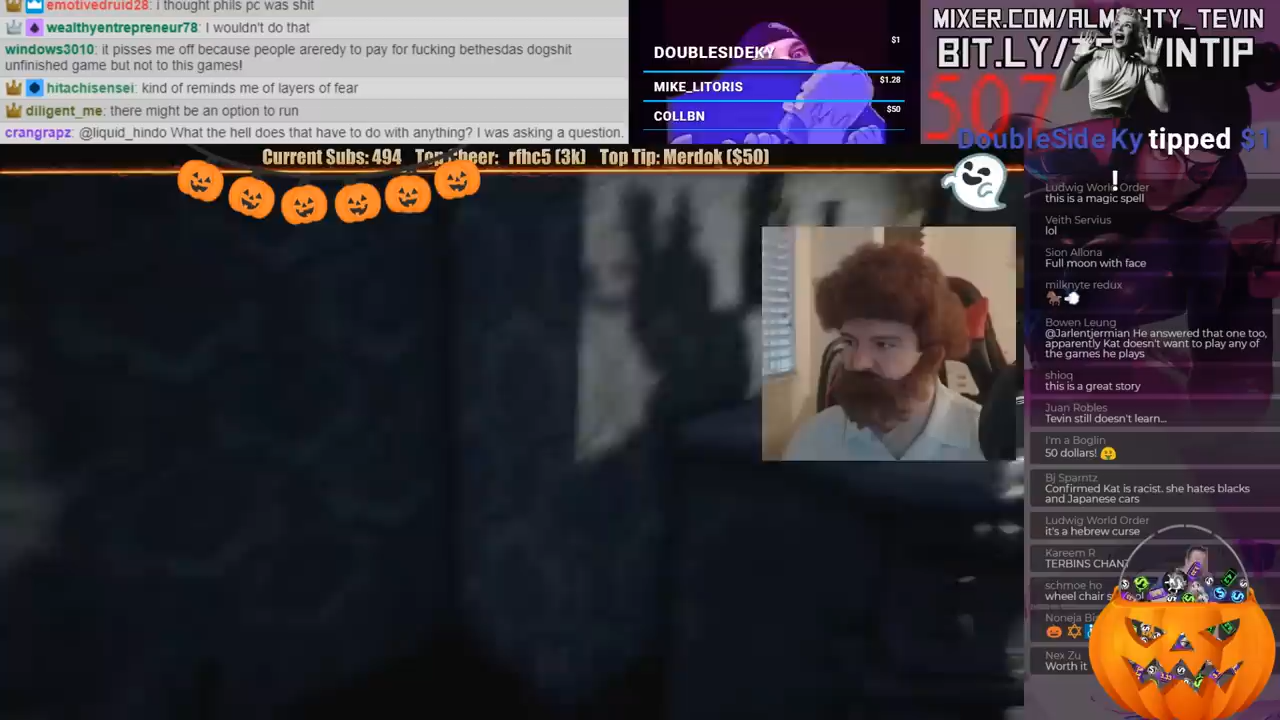 emotivedruid28: i thought phils pc was shit
wealthyentrepreneur78: I wouldn't do that
windows3010: it pisses me off because people areredy to pay for fucking bethesdas dogshit
unfinished game but not to this games!
hitachisensei: kind of reminds me of layers of fear
diligent_me: there might be an option to run
crangrapz: @liquid_hindo What the hell does that have to do with anything? I was asking a question.
DOUBLESIDEKY $1
MIKE_LITORIS $1.28
COLLBN $50
MIXER.COM/ALMIGHTY_TEVIN
BIT.LY/
507
DoubleSideKy tipped $1
!
Current Subs: 494 Top Cheer: rfhc5 (3k) Top Tip: Merdok ($50)
Ludwig World Order
this is a magic spell
Veith Servius
lol
Sion Allona
Full moon with face
milknyte redux
Bowen Leung
@Jarlentjermian He answered that one too,
apparently Kat doesn't want to play any of
the games he plays
shioq
this is a great story
Juan Robles
Tevin still doesn't learn...
I'm a Boglin
50 dollars!
Bj Sparntz
Confirmed Kat is racist. she hates blacks
and Japanese cars
Ludwig World Order
it's a hebrew curse
Kareem R
TERBINS CHANT
schmoe ho
wheel chair
Noneja
Nex Zu
Worth it